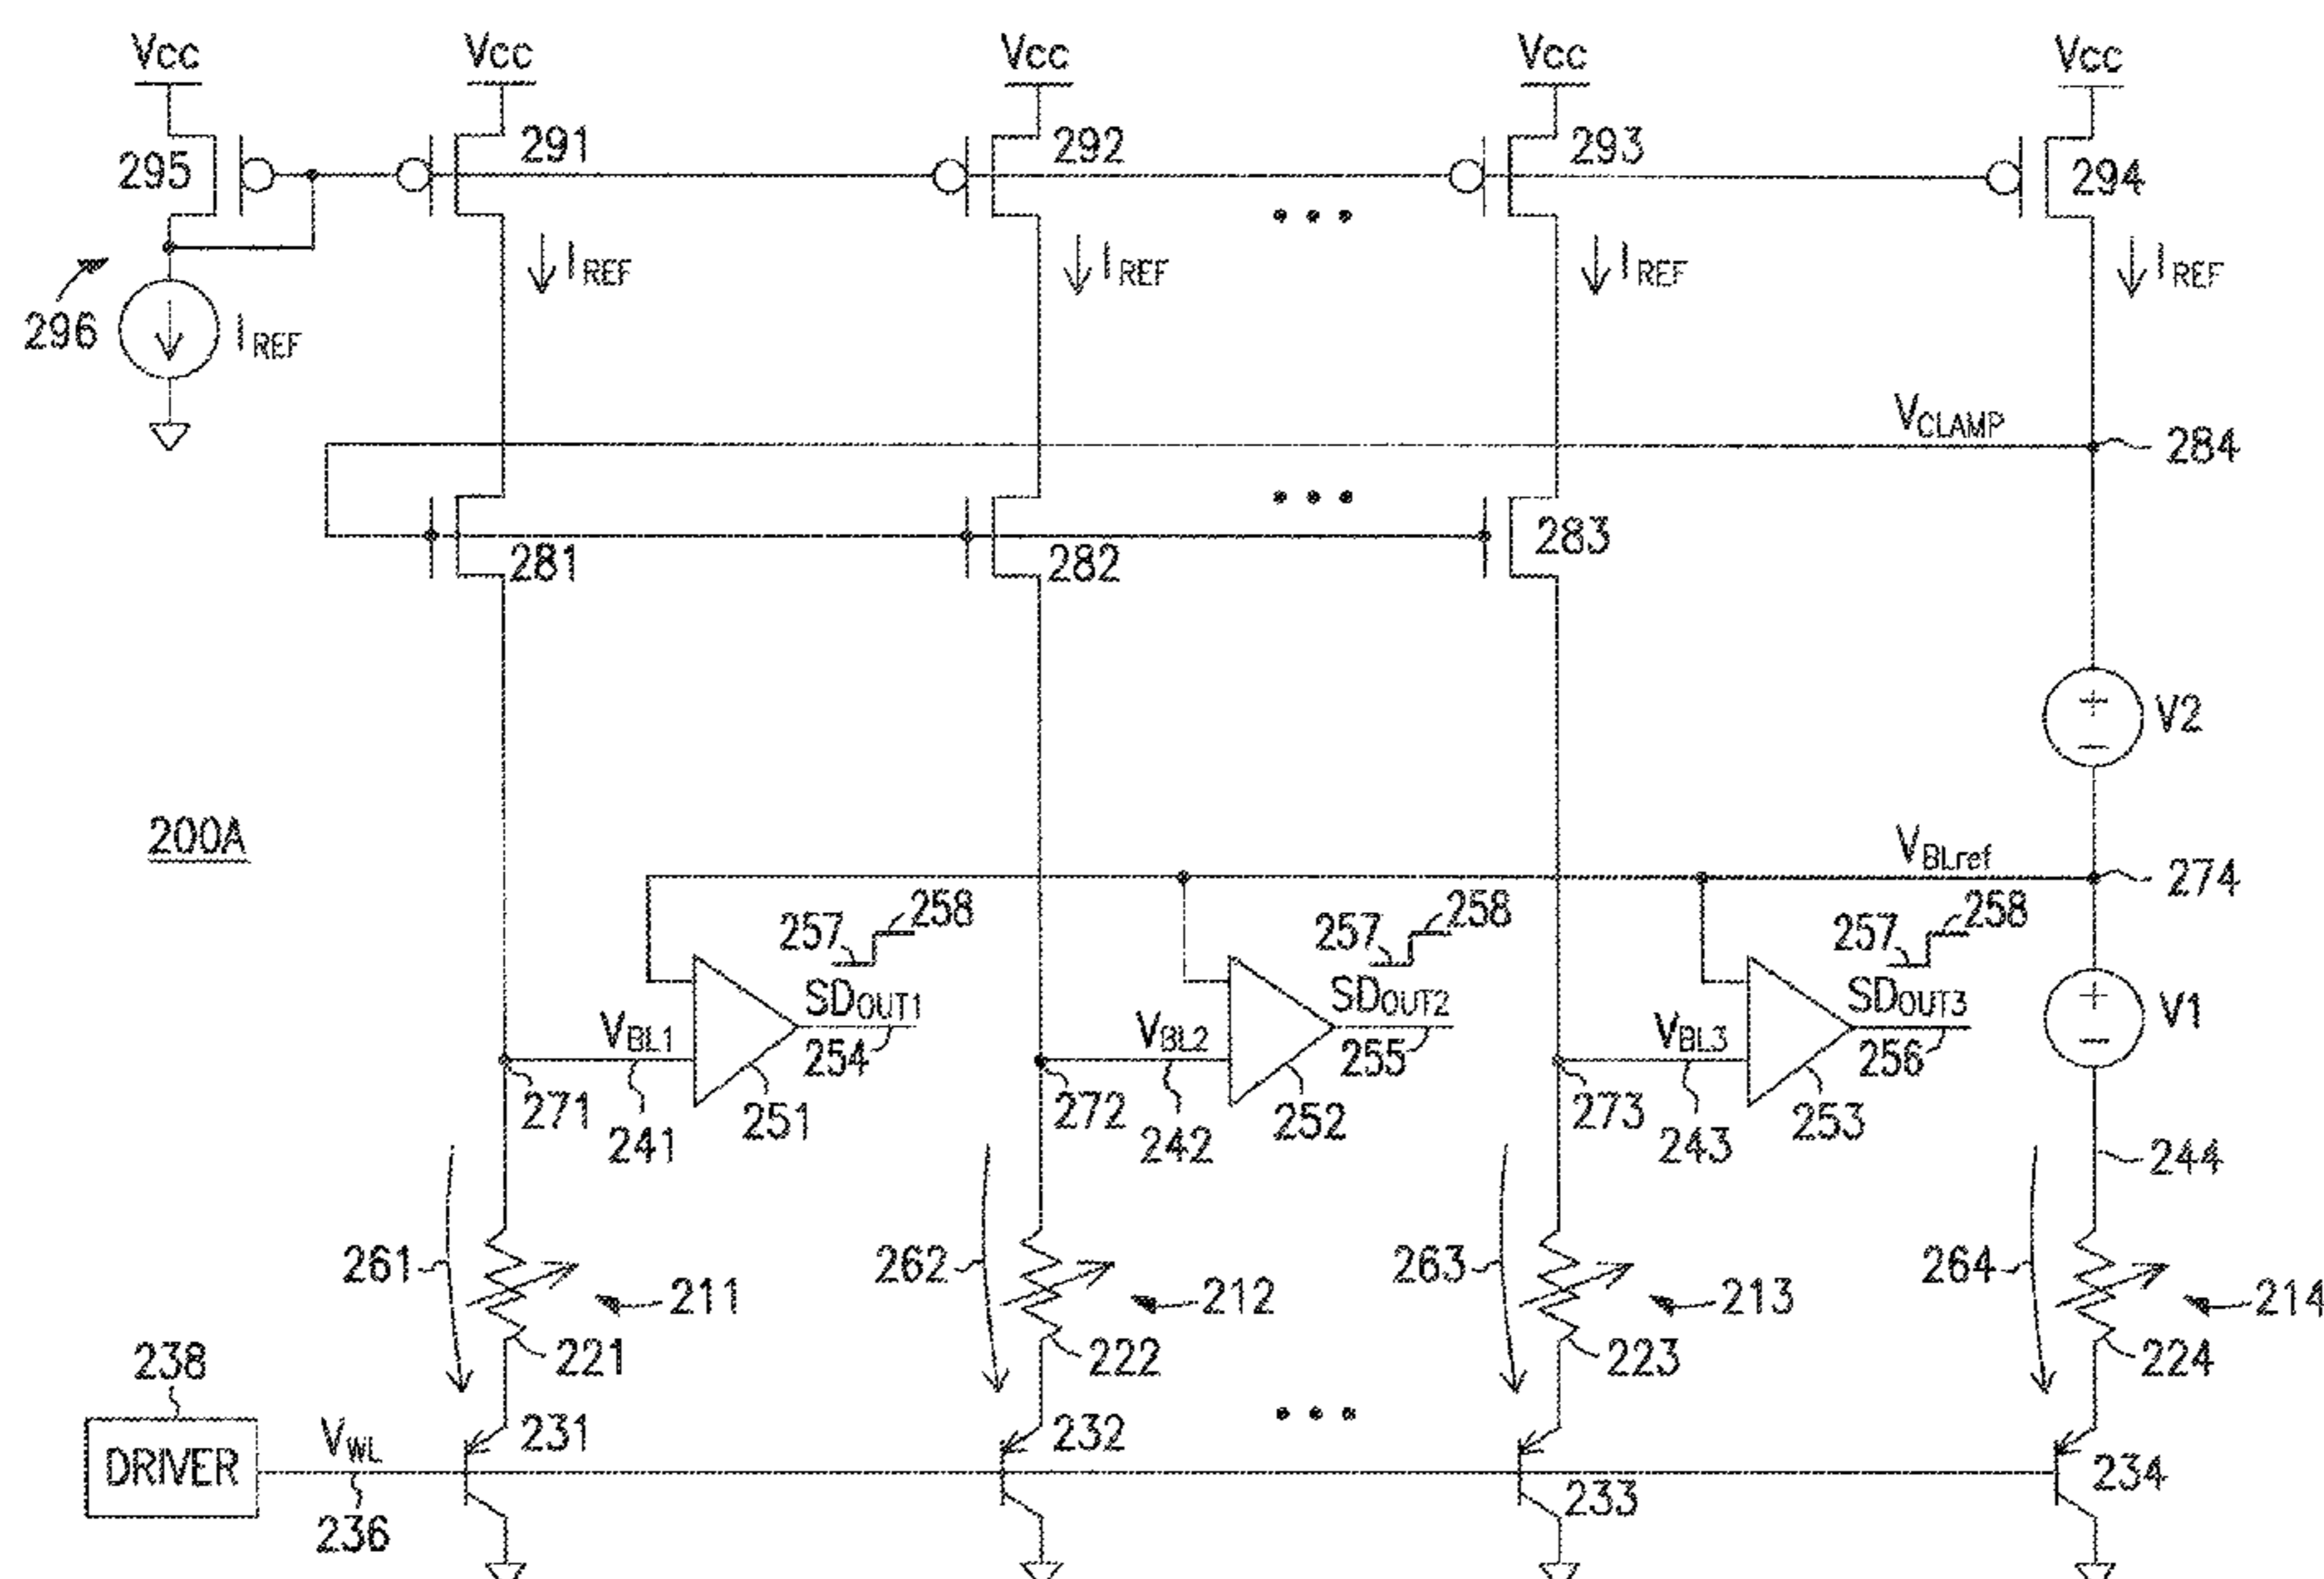 Vcc Vcc Vcc Vcc Vcc
295 291 292 293 294
296 IREF IREF IREF IREF IREF
VCLAMP 284
281 282 283
V2
200A
VBLref 274
257 258 257 258 257 258
SDOUT1 SDOUT2 SDOUT3 V1
VBL1 254 VBL2 255 VBL3 256
271 241 251 272 242 252 273 243 253 244
261 211 262 212 263 213 264 214
221 222 223 224
238 231 232 233 234
DRIVER VWL
236